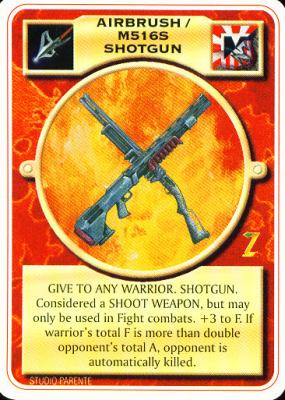 AIRBRUSH /
M516S
SHOTGUN
GIVE TO ANY WARRIOR. SHOTGUN.
Considered a SHOOT WEAPON, but may
only be used in Fight combats. +3 to F. If
warrior's total F is more than double
opponent's total A, opponent is
automatically killed.
STUDIO PARENTE